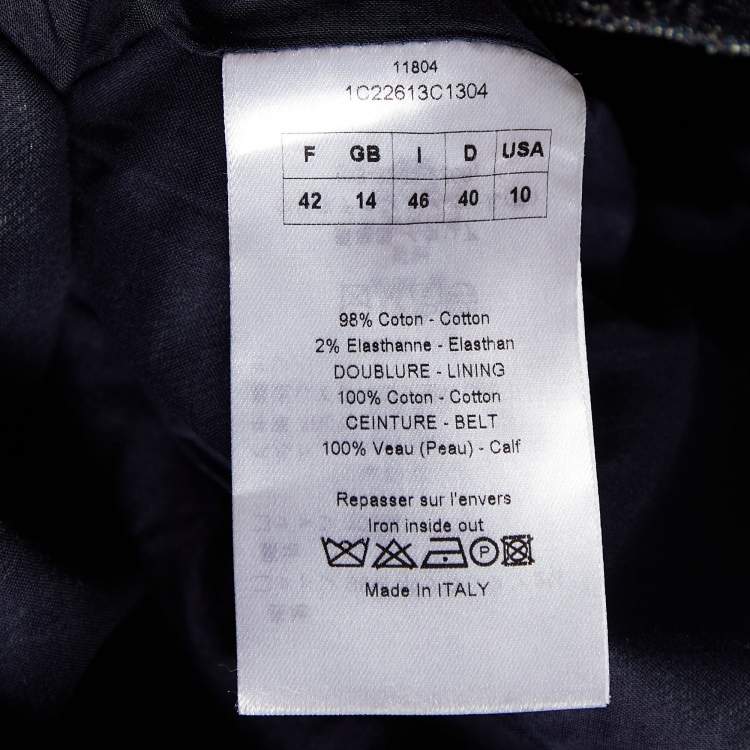 11804
1C22613C1304
F GB I D USA
42 14 46 40 10
98% Coton - Cotton
2% Elasthanne - Elasthan
DOUBLURE - LINING
100% Coton - Cotton
CEINTURE - BELT
100% Veau (Peau) - Calf
Repasser sur l'envers
Iron inside out
P
Made In ITALY